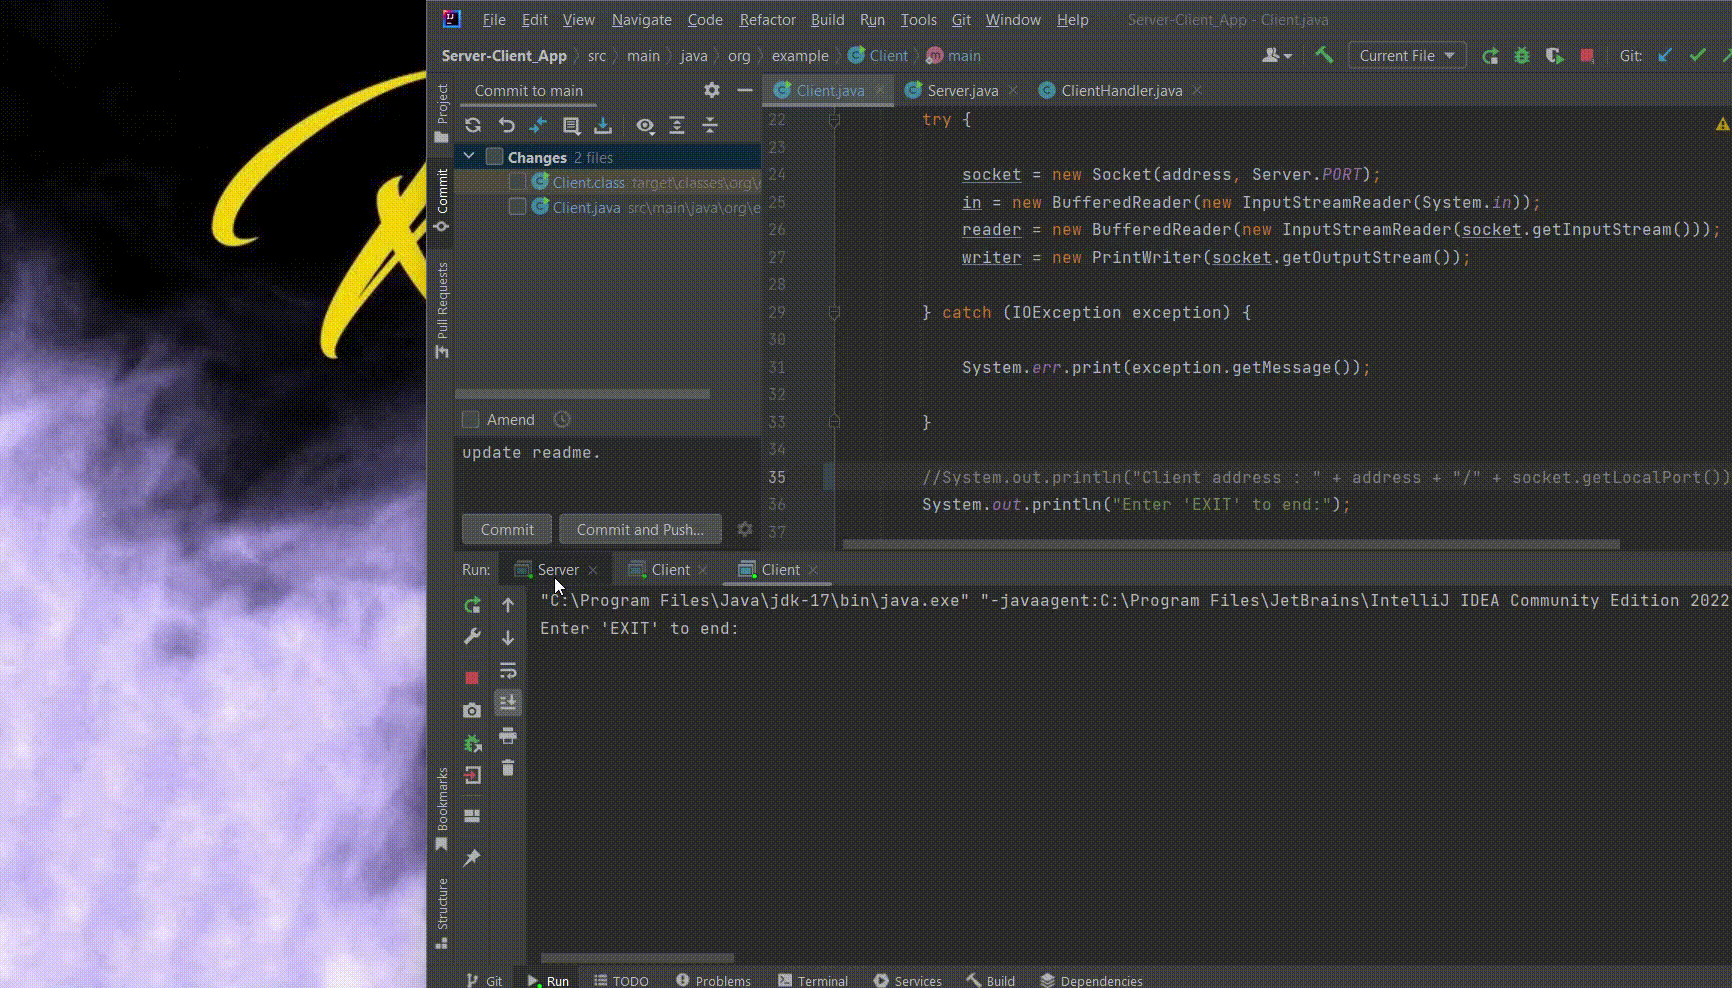 File Edit View Navigate Code Refactor Build Run Tools Git Window Help Server-Client_App - Client.java
Server-Client_App src main java org example Client main Current File Git:
Commit to main
Client.java Server.java ClientHandler.java
Changes 2 files
Client.class target\classes\org\
Client.java src\main\java\org\e
Amend
update readme.
Commit Commit and Push...
22 try {
23
24 socket = new Socket(address, Server.PORT);
25 in = new BufferedReader(new InputStreamReader(System.in));
26 reader = new BufferedReader(new InputStreamReader(socket.getInputStream()));
27 writer = new PrintWriter(socket.getOutputStream());
28
29 } catch (IOException exception) {
30
31 System.err.print(exception.getMessage());
32
33 }
34
35 //System.out.println("Client address : " + address + "/" + socket.getLocalPort())
36 System.out.println("Enter 'EXIT' to end:");
37
Run: Server Client Client
"C:\Program Files\Java\jdk-17\bin\java.exe" "-javaagent:C:\Program Files\JetBrains\IntelliJ IDEA Community Edition 2022
Enter 'EXIT' to end:
Project
Commit
Pull Requests
Bookmarks
Structure
Git Run TODO Problems Terminal Services Build Dependencies